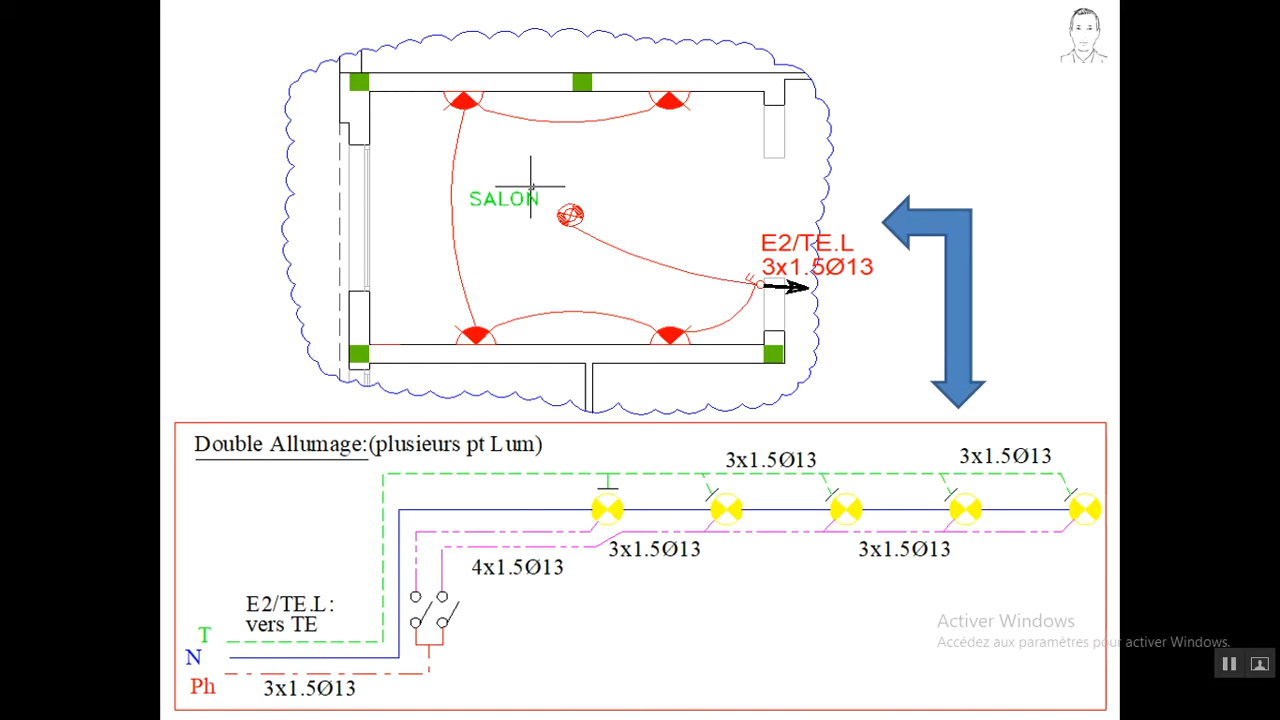 SALON
E2/TE.L
3x1.5Ø13
Double Allumage:(plusieurs pt Lum)
3x1.5Ø13
3x1.5Ø13
3x1.5Ø13
3x1.5Ø13
4x1.5Ø13
E2/TE.L:
vers TE
T
N
Ph
3x1.5Ø13
Activer Windows
Accédez aux paramètres pour activer Windows.